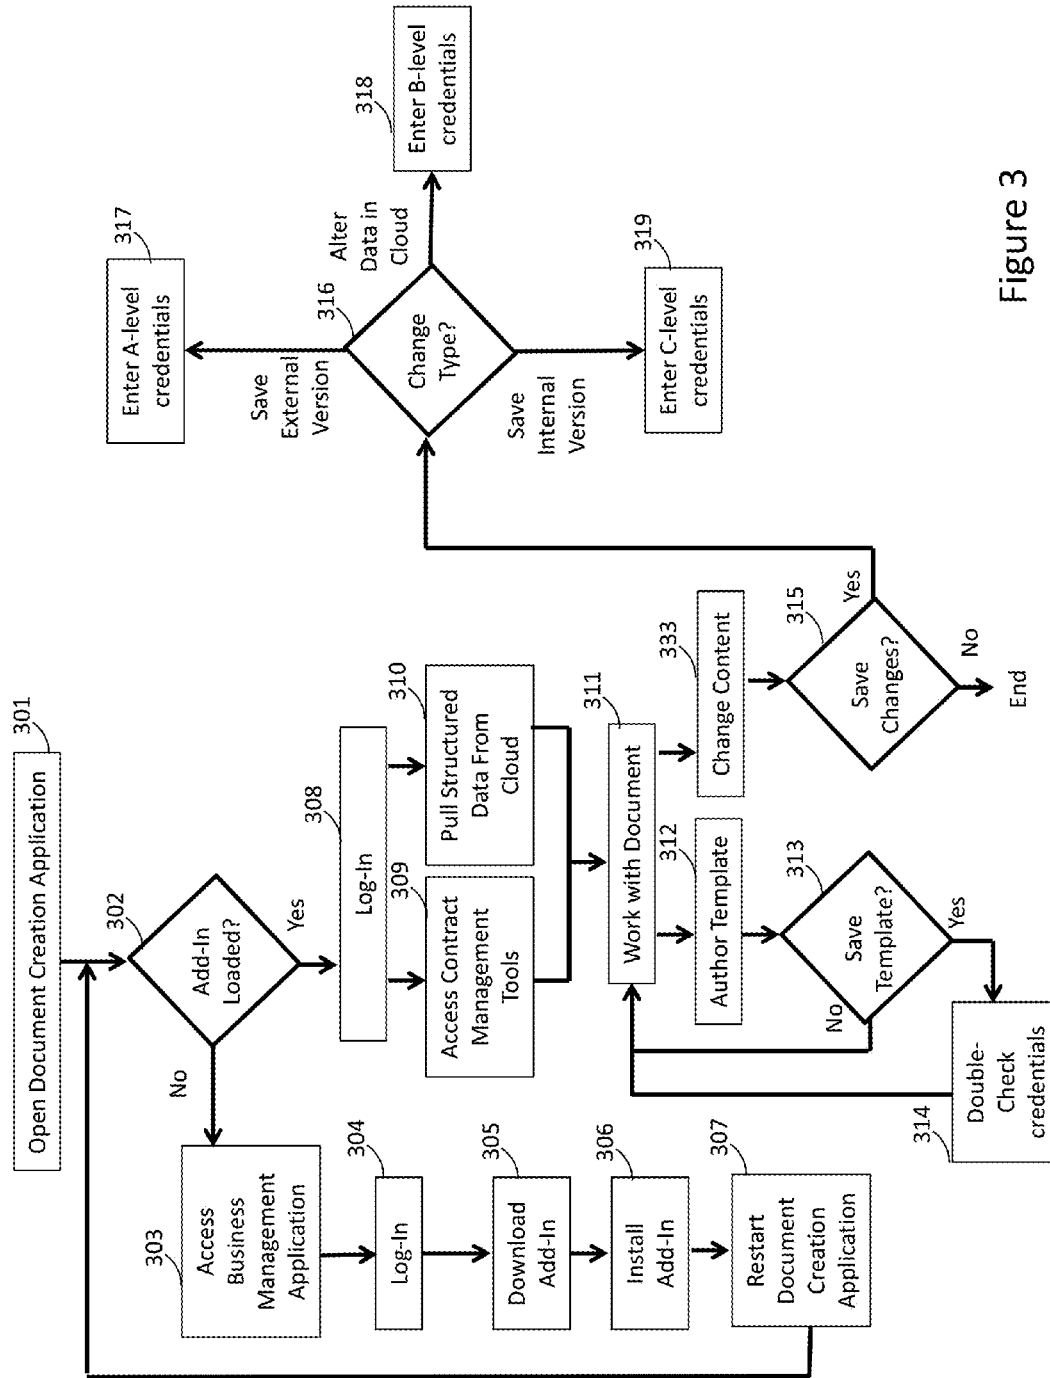 301
Open Document Creation Application
302
Add-In
Loaded?
No
Yes
303
Access
Business
Management
Application
304
Log-In
305
Download
Add-In
306
Install
Add-In
307
Restart
Document
Creation
Application
308
Log-In
309
Access Contract
Management
Tools
310
Pull Structured
Data From
Cloud
311
Work with Document
312
Author Template
313
Save
Template?
No
Yes
314
Double-
Check
credentials
333
Change Content
315
Save
Changes?
Yes
No
End
316
Change
Type?
Save
External
Version
317
Enter A-level
credentials
Alter
Data in
Cloud
318
Enter B-level
credentials
Save
Internal
Version
319
Enter C-level
credentials
Figure 3